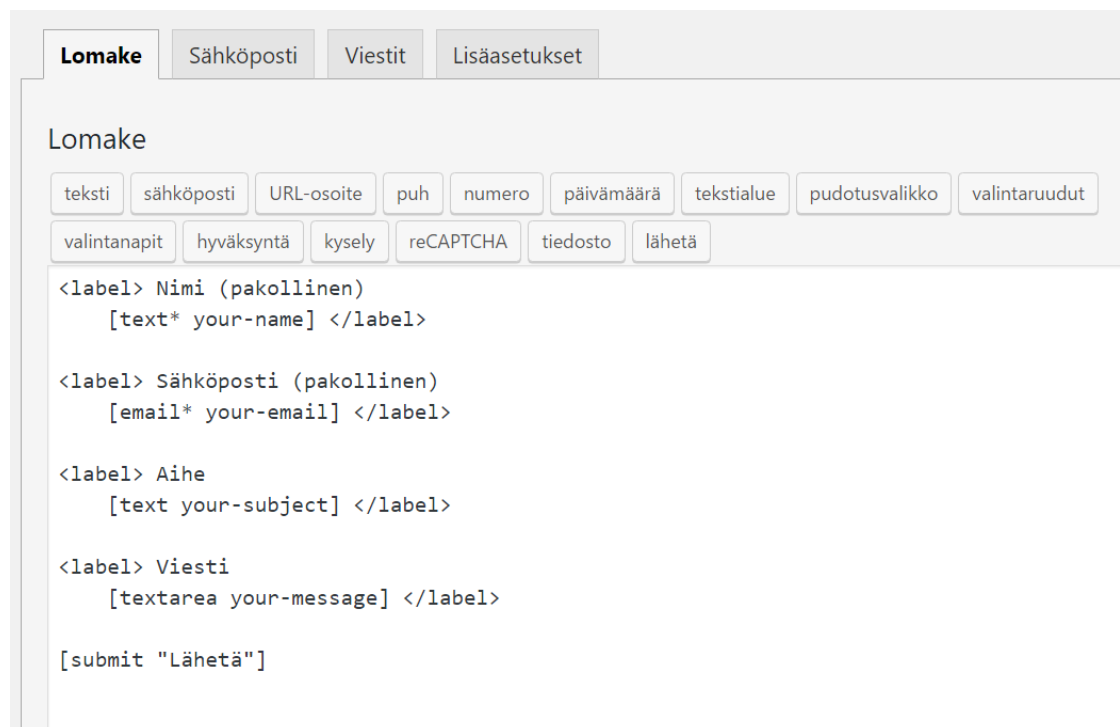 Lomake Sähköposti Viestit Lisäasetukset
Lomake
teksti sähköposti URL-osoite puh numero päivämäärä tekstialue pudotusvalikko valintaruudut
valintanapit hyväksyntä kysely reCAPTCHA tiedosto lähetä
<label> Nimi (pakollinen)
    [text* your-name] </label>
<label> Sähköposti (pakollinen)
    [email* your-email] </label>
<label> Aihe
    [text your-subject] </label>
<label> Viesti
    [textarea your-message] </label>
[submit "Lähetä"]